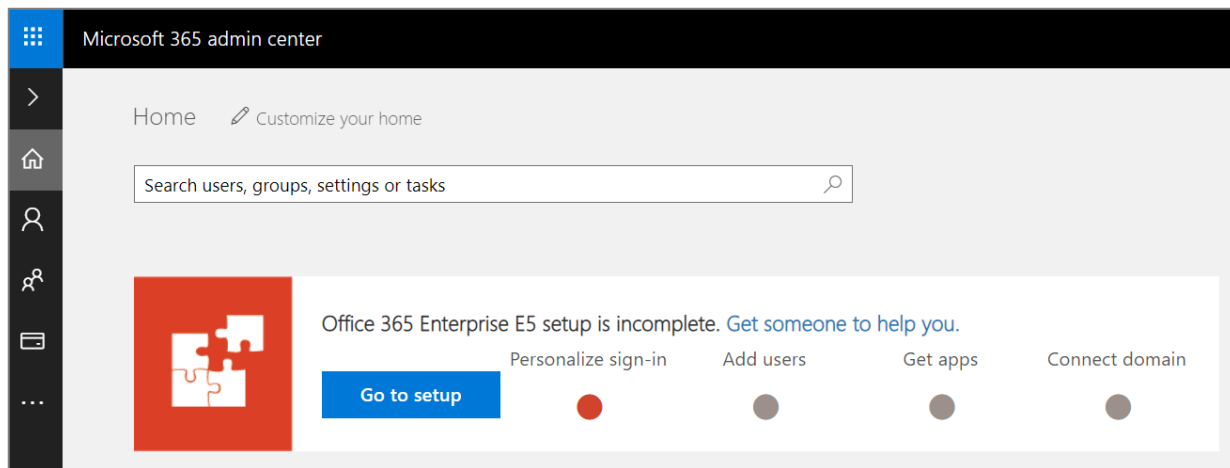 Microsoft 365 admin center
Home Customize your home
Search users, groups, settings or tasks
Office 365 Enterprise E5 setup is incomplete. Get someone to help you.
Personalize sign-in Add users Get apps Connect domain
Go to setup